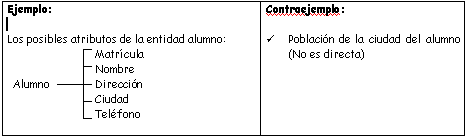 Ejemplo:
Los posibles atributos de la entidad alumno:
Matrícula
Nombre
Alumno Dirección
Ciudad
Teléfono
Contraejemplo:
✓ Población de la ciudad del alumno
(No es directa)